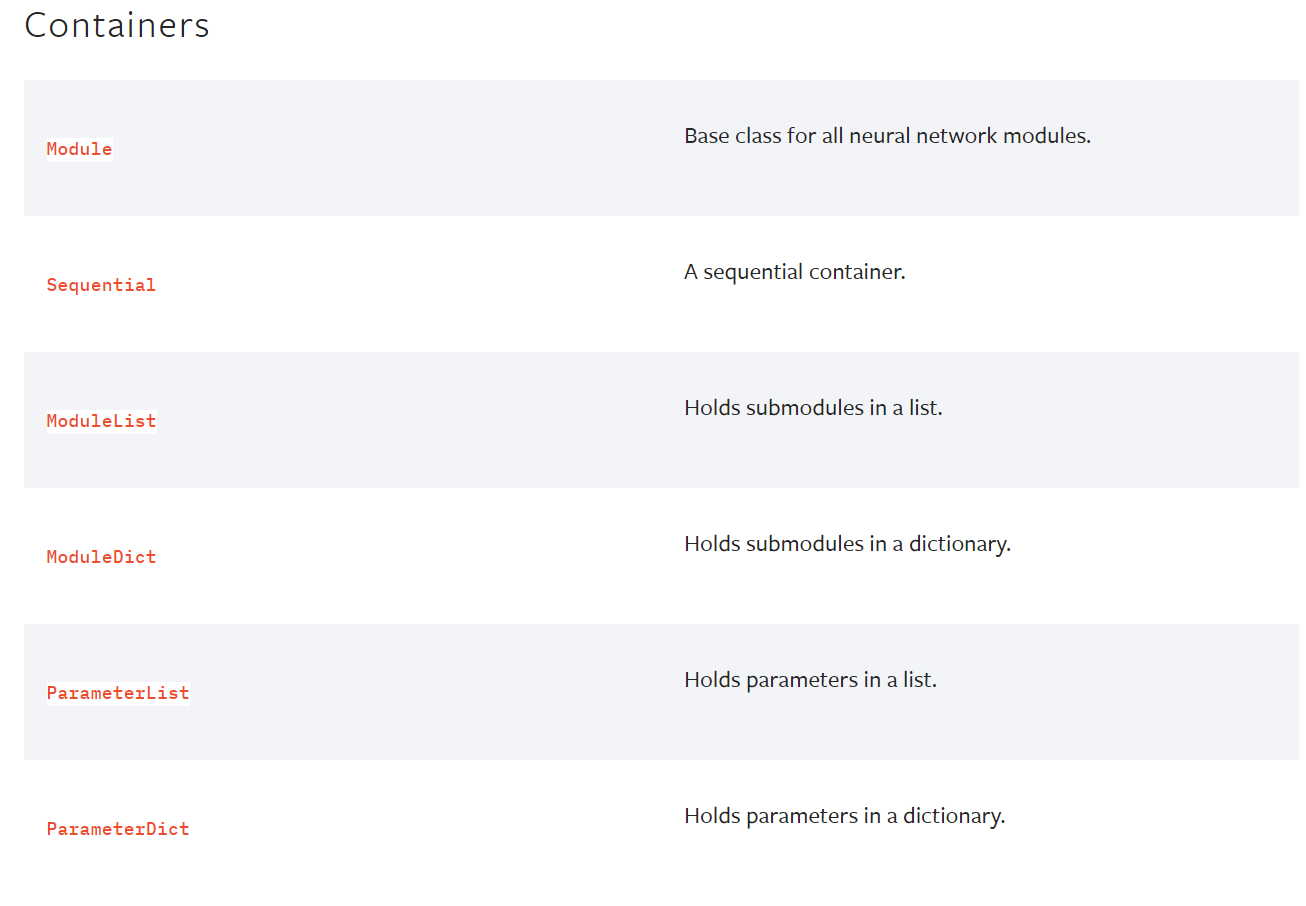 Containers
Module
Base class for all neural network modules.
Sequential
A sequential container.
ModuleList
Holds submodules in a list.
ModuleDict
Holds submodules in a dictionary.
ParameterList
Holds parameters in a list.
ParameterDict
Holds parameters in a dictionary.